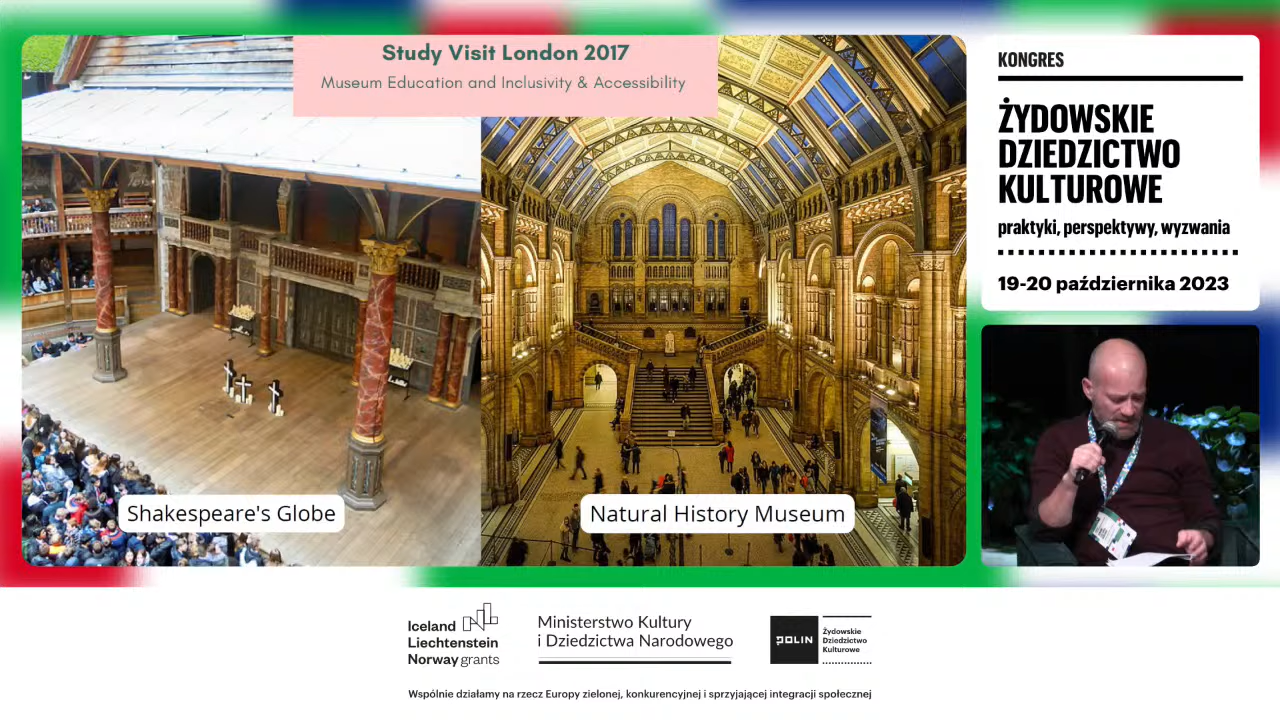 Study Visit London 2017
Museum Education and Inclusivity & Accessibility
Shakespeare's Globe
Natural History Museum
KONGRES
ŻYDOWSKIE
DZIEDZICTWO
KULTUROWE
praktyki, perspektywy, wyzwania
19-20 października 2023
Iceland
Liechtenstein
Norway grants
Ministerstwo Kultury
i Dziedzictwa Narodowego
POLIN
Żydowskie
Dziedzictwo
Kulturowe
Wspólnie działamy na rzecz Europy zielonej, konkurencyjnej i sprzyjającej integracji społecznej